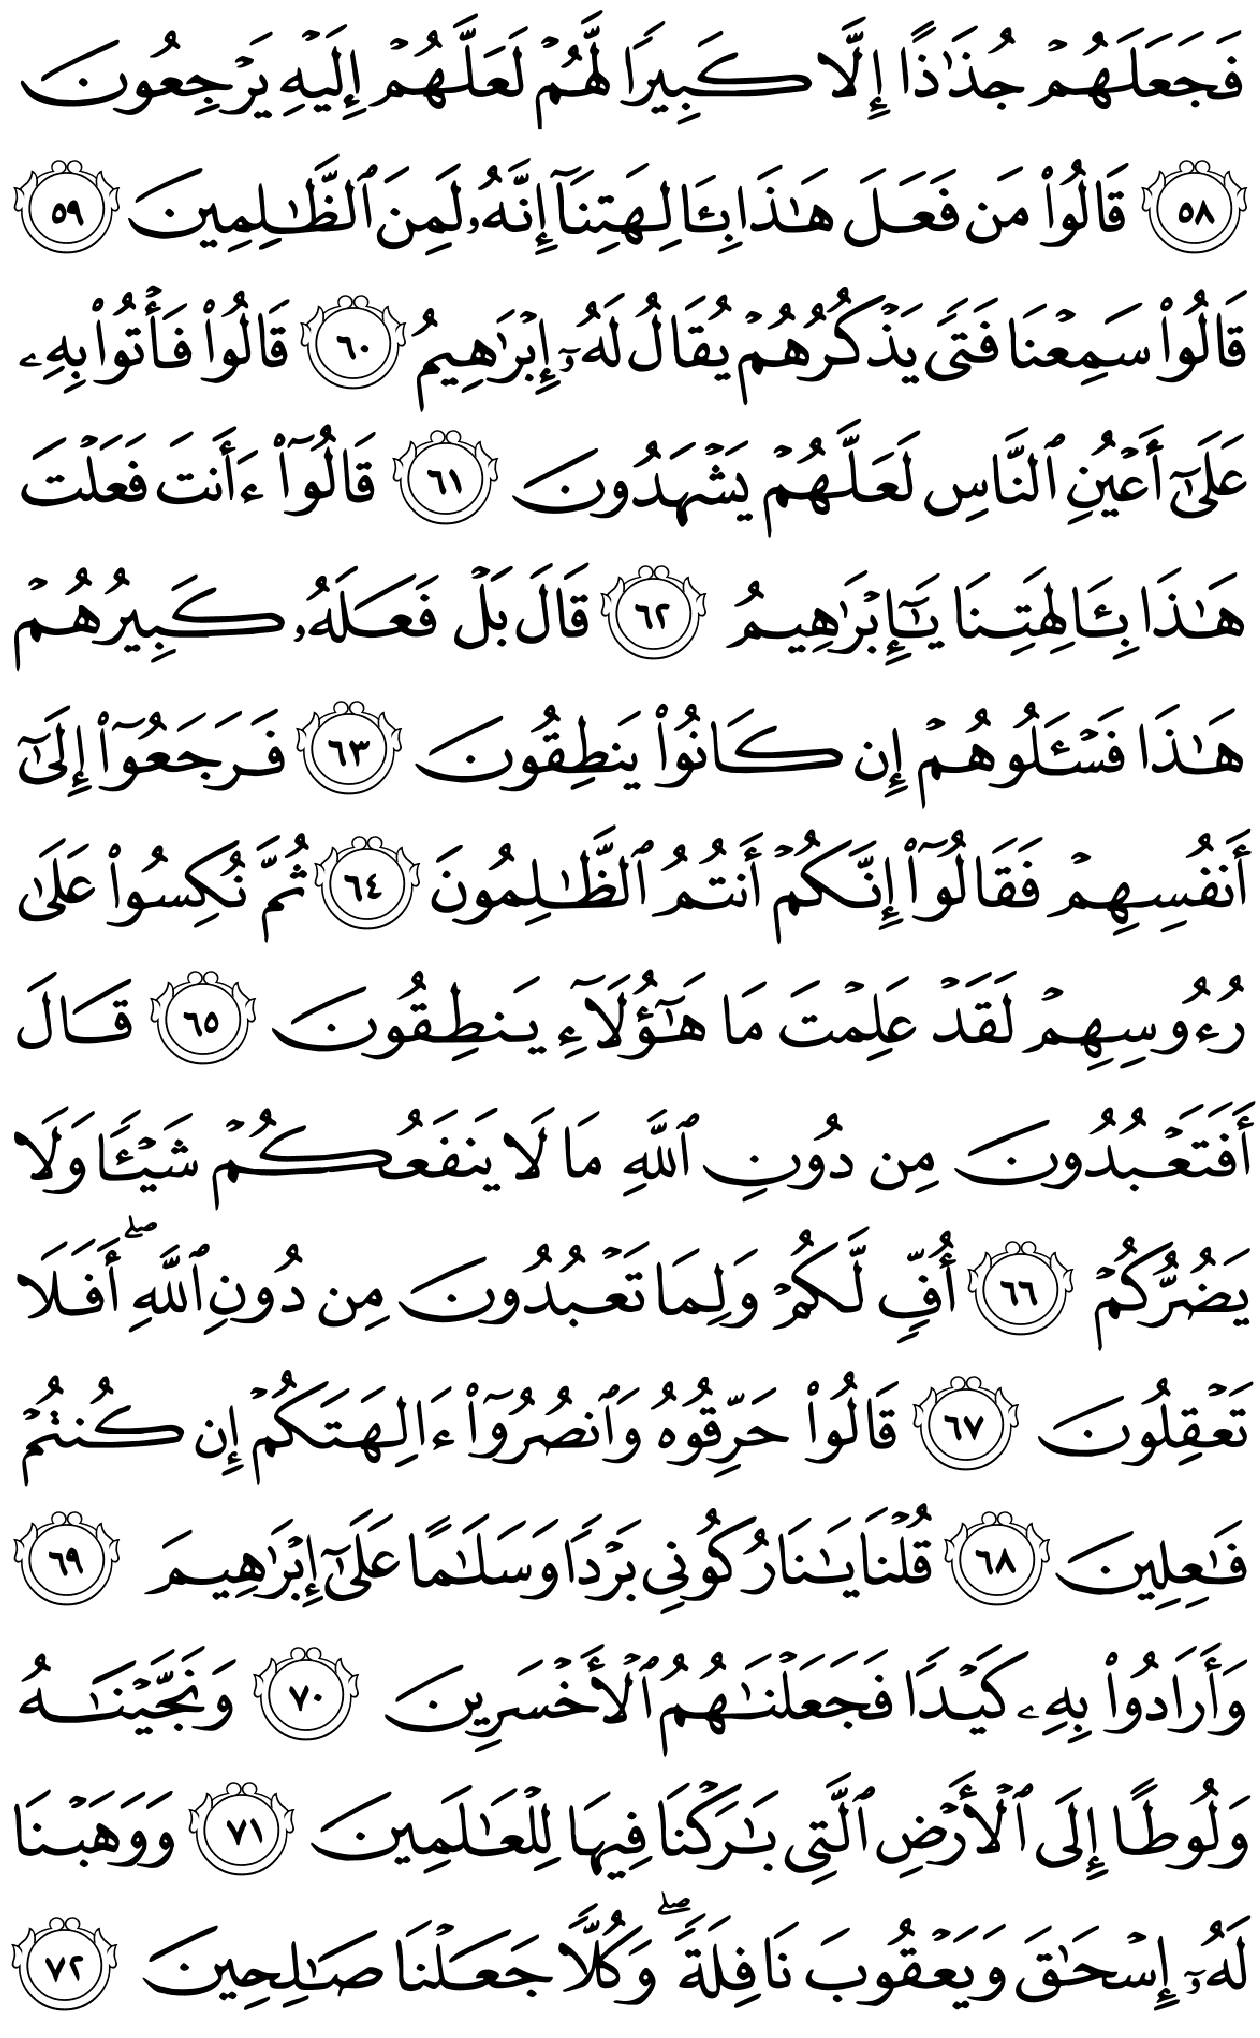 فَجَعَلَهُمۡ جُذَٰذًا إِلَّا كَبِيرٗا لَّهُمۡ لَعَلَّهُمۡ إِلَيۡهِ يَرۡجِعُونَ
٥٨ قَالُواْ مَن فَعَلَ هَٰذَا بِـَٔالِهَتِنَآ إِنَّهُۥ لَمِنَ ٱلظَّٰلِمِينَ ٥٩
قَالُواْ سَمِعۡنَا فَتٗى يَذۡكُرُهُمۡ يُقَالُ لَهُۥٓ إِبۡرَٰهِيمُ ٦٠ قَالُواْ فَأۡتُواْ بِهِۦ
عَلَىٰٓ أَعۡيُنِ ٱلنَّاسِ لَعَلَّهُمۡ يَشۡهَدُونَ ٦١ قَالُوٓاْ ءَأَنتَ فَعَلۡتَ
هَٰذَا بِـَٔالِهَتِنَا يَٰٓإِبۡرَٰهِيمُ ٦٢ قَالَ بَلۡ فَعَلَهُۥ كَبِيرُهُمۡ
هَٰذَا فَسۡـَٔلُوهُمۡ إِن كَانُواْ يَنطِقُونَ ٦٣ فَرَجَعُوٓاْ إِلَىٰٓ
أَنفُسِهِمۡ فَقَالُوٓاْ إِنَّكُمۡ أَنتُمُ ٱلظَّٰلِمُونَ ٦٤ ثُمَّ نُكِسُواْ عَلَىٰ
رُءُوسِهِمۡ لَقَدۡ عَلِمۡتَ مَا هَٰٓؤُلَآءِ يَنطِقُونَ ٦٥ قَالَ
أَفَتَعۡبُدُونَ مِن دُونِ ٱللَّهِ مَا لَا يَنفَعُكُمۡ شَيۡـٔٗا وَلَا
يَضُرُّكُمۡ ٦٦ أُفّٖ لَّكُمۡ وَلِمَا تَعۡبُدُونَ مِن دُونِ ٱللَّهِۖ أَفَلَا
تَعۡقِلُونَ ٦٧ قَالُواْ حَرِّقُوهُ وَٱنصُرُوٓاْ ءَالِهَتَكُمۡ إِن كُنتُمۡ
فَٰعِلِينَ ٦٨ قُلۡنَا يَٰنَارُ كُونِي بَرۡدٗا وَسَلَٰمًا عَلَىٰٓ إِبۡرَٰهِيمَ ٦٩
وَأَرَادُواْ بِهِۦ كَيۡدٗا فَجَعَلۡنَٰهُمُ ٱلۡأَخۡسَرِينَ ٧٠ وَنَجَّيۡنَٰهُ
وَلُوطًا إِلَى ٱلۡأَرۡضِ ٱلَّتِي بَٰرَكۡنَا فِيهَا لِلۡعَٰلَمِينَ ٧١ وَوَهَبۡنَا
لَهُۥٓ إِسۡحَٰقَ وَيَعۡقُوبَ نَافِلَةٗۖ وَكُلّٗا جَعَلۡنَا صَٰلِحِينَ ٧٢